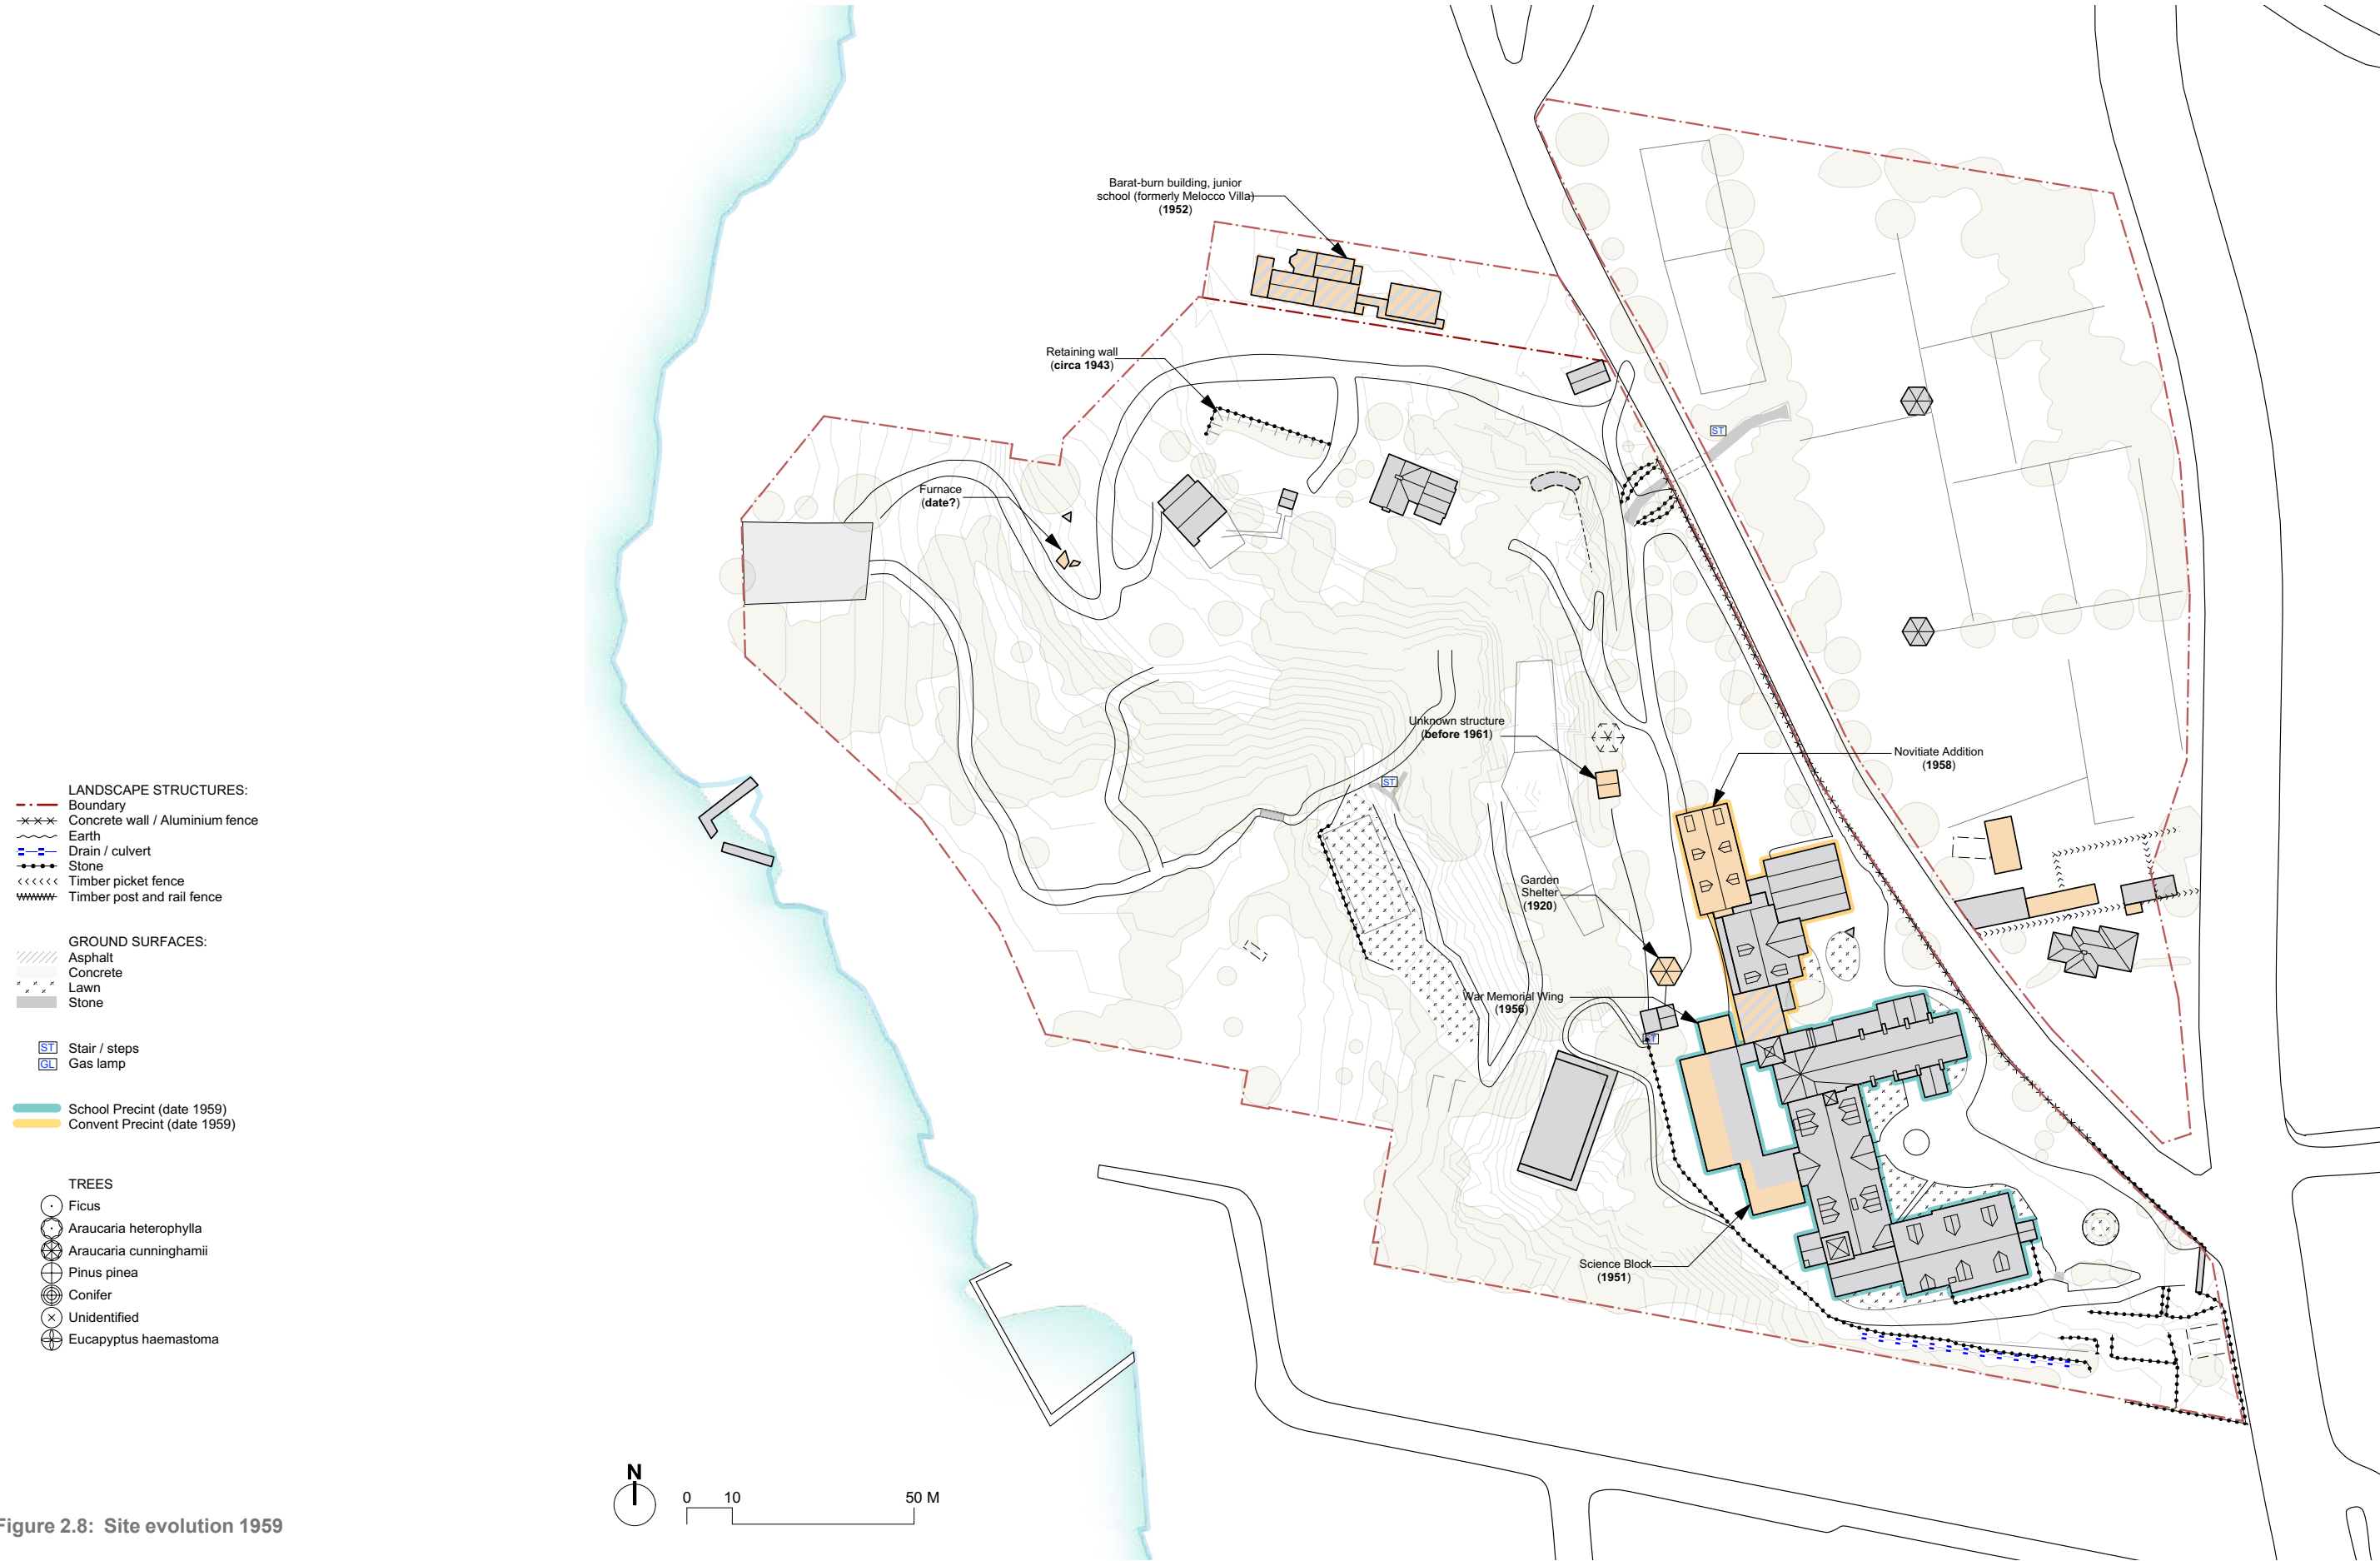 Barat-burn building, junior
school (formerly Melocco Villa)
(1952)
Retaining wall
(circa 1943)
ST
Furnace
(date?)
Unknown structure
(before 1961)
Novitiate Addition
(1958)
ST
Garden
Shelter
(1920)
War Memorial Wing
(1956)
ST
Science Block
(1951)
LANDSCAPE STRUCTURES:
Boundary
Concrete wall / Aluminium fence
Earth
Drain / culvert
Stone
Timber picket fence
Timber post and rail fence
GROUND SURFACES:
Asphalt
Concrete
Lawn
Stone
ST Stair / steps
GL Gas lamp
School Precint (date 1959)
Convent Precint (date 1959)
TREES
Ficus
Araucaria heterophylla
Araucaria cunninghamii
Pinus pinea
Conifer
Unidentified
Eucapyptus haemastoma
N
0 10 50 M
Figure 2.8: Site evolution 1959